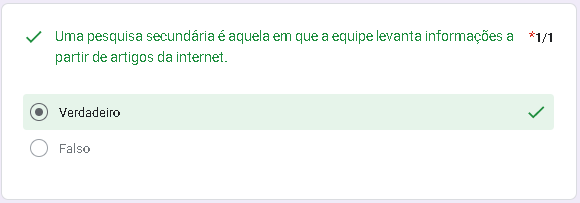 Uma pesquisa secundária é aquela em que a equipe levanta informações a *1/1
partir de artigos da internet.
Verdadeiro
Falso